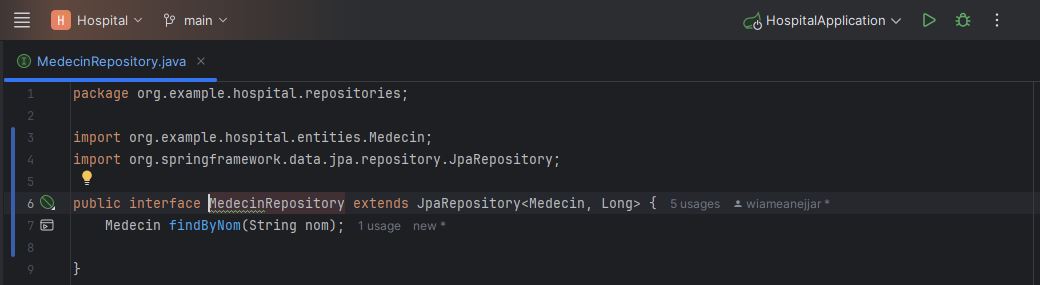 H Hospital main HospitalApplication
MedecinRepository.java
1 package org.example.hospital.repositories;
2
3 import org.example.hospital.entities.Medecin;
4 import org.springframework.data.jpa.repository.JpaRepository;
5
6 public interface MedecinRepository extends JpaRepository<Medecin, Long> { 5 usages wiameanejjar *
7 Medecin findByNom(String nom); 1 usage new *
8
9 }